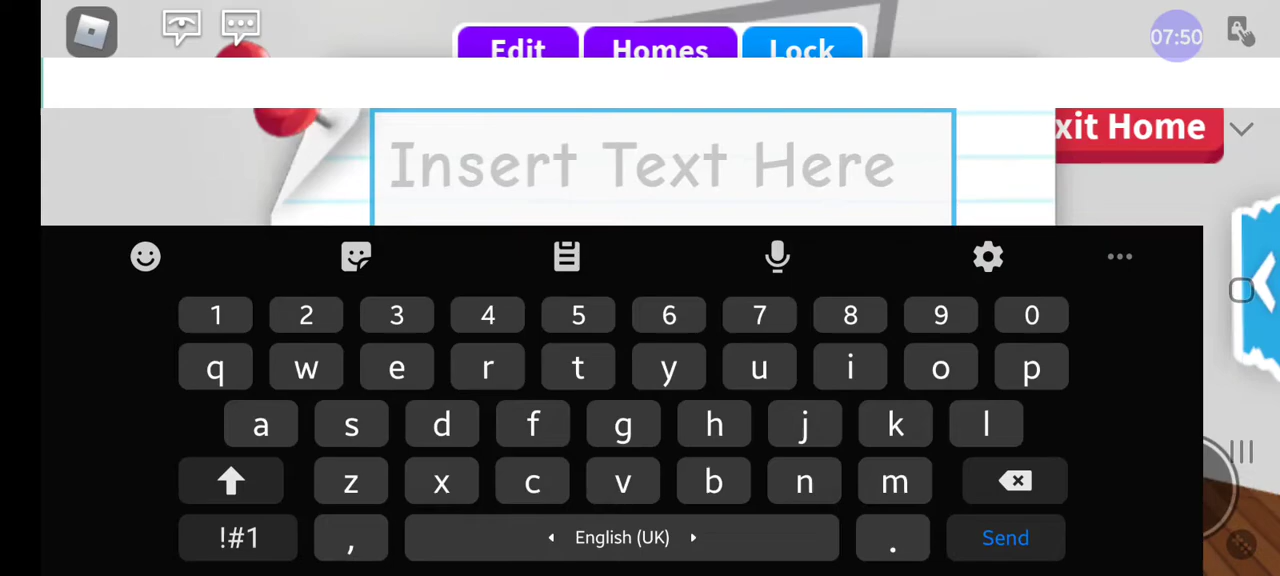 07:50
Edit Homes Lock
xit Home
Insert Text Here
1 2 3 4 5 6 7 8 9 0
q w e r t y u i o p
a s d f g h j k l
z x c v b n m
!#1 , English (UK) . Send